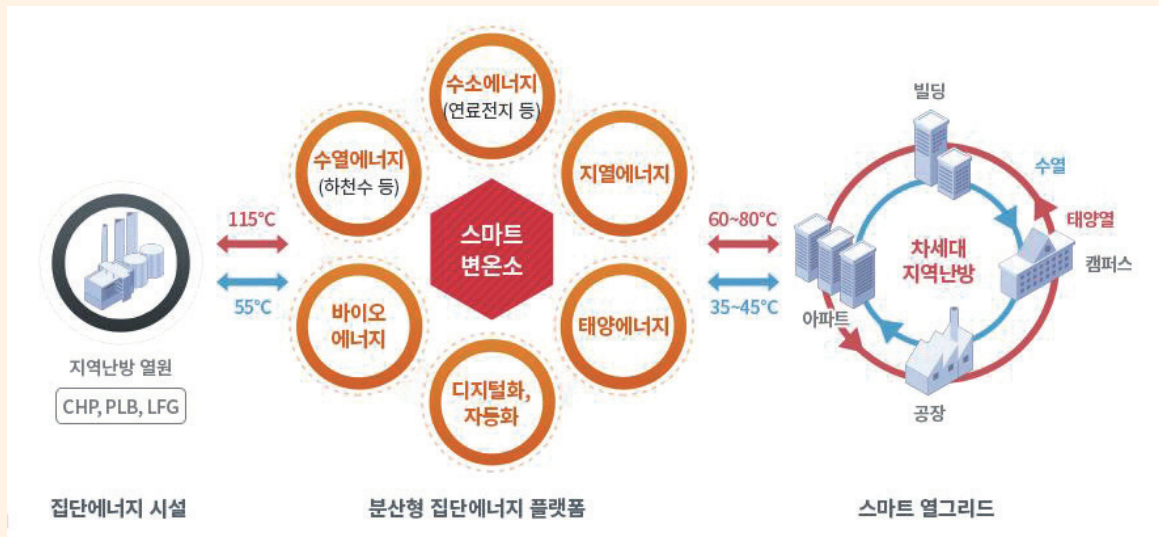 115℃
55℃
지역난방 열원
CHP, PLB, LFG
집단에너지 시설
수소에너지
(연료전지 등)
수열에너지
(하천수 등)
지열에너지
스마트
변온소
바이오
에너지
태양에너지
디지털화,
자동화
분산형 집단에너지 플랫폼
60~80℃
35~45℃
빌딩
수열
태양열
캠퍼스
차세대
지역난방
아파트
공장
스마트 열그리드